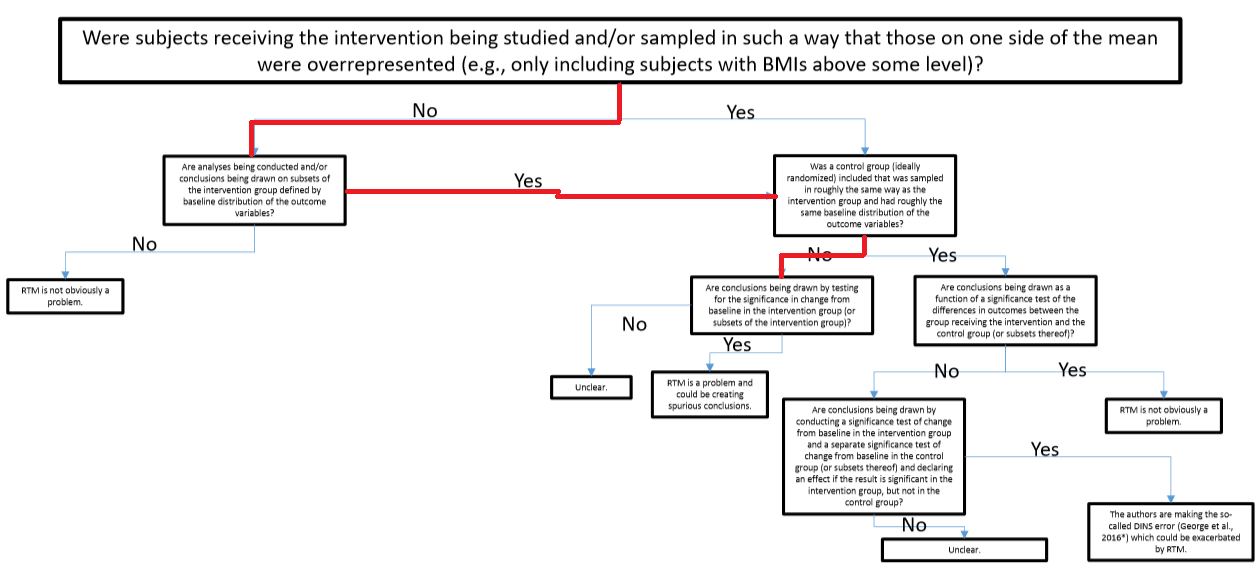 Were subjects receiving the intervention being studied and/or sampled in such a way that those on one side of the mean
were overrepresented (e.g., only including subjects with BMIs above some level)?
No
Yes
Are analyses being conducted and/or
conclusions being drawn on subsets of
the intervention group defined by
baseline distribution of the outcome
variables?
Yes
Was a control group (ideally
randomized) included that was sampled
in roughly the same way as the
intervention group and had roughly the
same baseline distribution of the
outcome variables?
No
RTM is not obviously a
problem.
No
Yes
Are conclusions being drawn by testing
for the significance in change from
baseline in the intervention group (or
subsets of the intervention group)?
Are conclusions being drawn as a
function of a significance test of the
differences in outcomes between the
group receiving the intervention and the
control group (or subsets thereof)?
No
Yes
Unclear.
RTM is a problem and
could be creating
spurious conclusions.
No
Yes
Are conclusions being drawn by
conducting a significance test of change
from baseline in the intervention group
and a separate significance test of
change from baseline in the control
group (or subsets thereof) and declaring
an effect if the result is significant in the
intervention group, but not in the
control group?
RTM is not obviously a
problem.
Yes
No
The authors are making the so-
called DINS error (George et al.,
2016*) which could be exacerbated
by RTM.
Unclear.